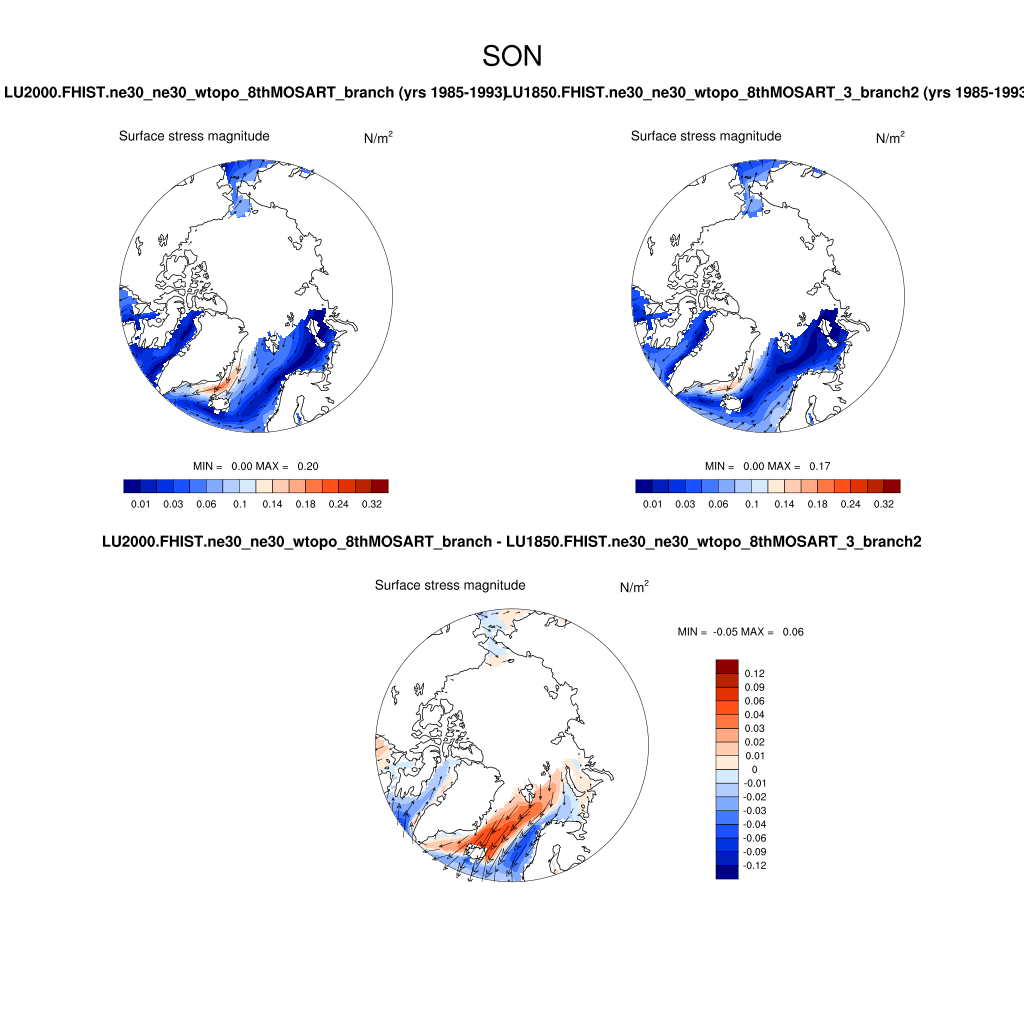 SON
LU2000.FHIST.ne30_ne30_wtopo_8thMOSART_branch (yrs 1985-1993)
LU1850.FHIST.ne30_ne30_wtopo_8thMOSART_3_branch2 (yrs 1985-1993
Surface stress magnitude N/m²
Surface stress magnitude N/m²
MIN = 0.00 MAX = 0.20
0.01 0.03 0.06 0.1 0.14 0.18 0.24 0.32
MIN = 0.00 MAX = 0.17
0.01 0.03 0.06 0.1 0.14 0.18 0.24 0.32
LU2000.FHIST.ne30_ne30_wtopo_8thMOSART_branch - LU1850.FHIST.ne30_ne30_wtopo_8thMOSART_3_branch2
Surface stress magnitude N/m²
MIN = -0.05 MAX = 0.06
0.12
0.09
0.06
0.04
0.03
0.02
0.01
0
-0.01
-0.02
-0.03
-0.04
-0.06
-0.09
-0.12